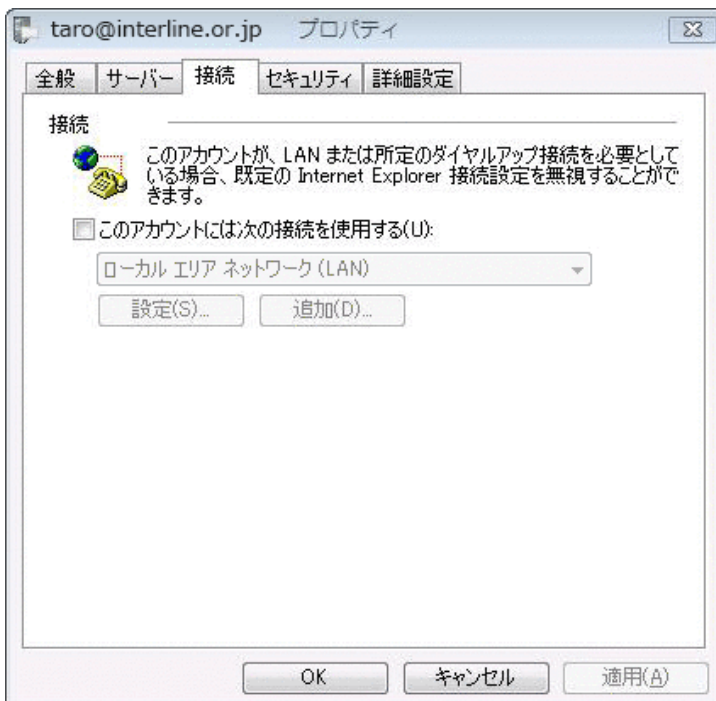 taro@interline.or.jp プロパティ
全般 サーバー 接続 セキュリティ 詳細設定
接続
このアカウントが、LAN または所定のダイヤルアップ接続を必要として
いる場合、既定の Internet Explorer 接続設定を無視することがで
きます。
このアカウントには次の接続を使用する(U):
ローカル エリア ネットワーク (LAN)
設定(S)... 追加(D)...
OK キャンセル 適用(A)